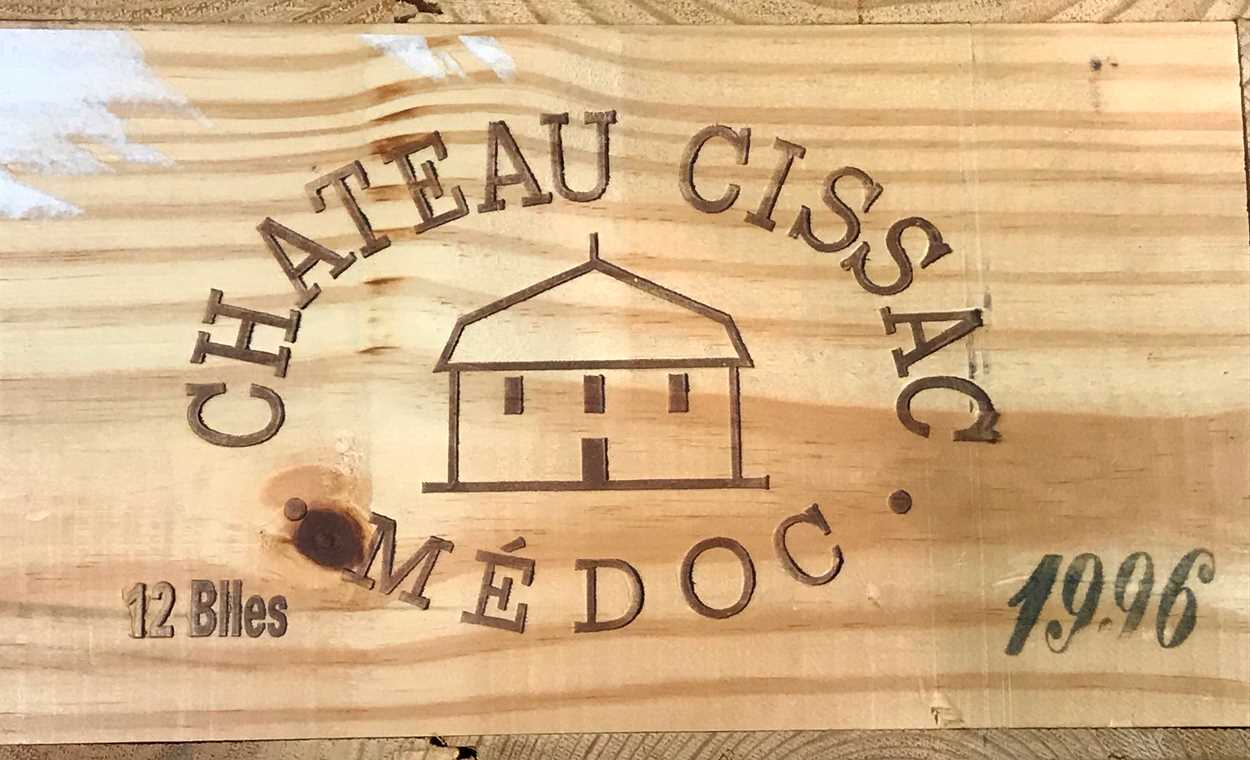 CHATEAU CISSAC
· MÉDOC ·
12 Blles
1996